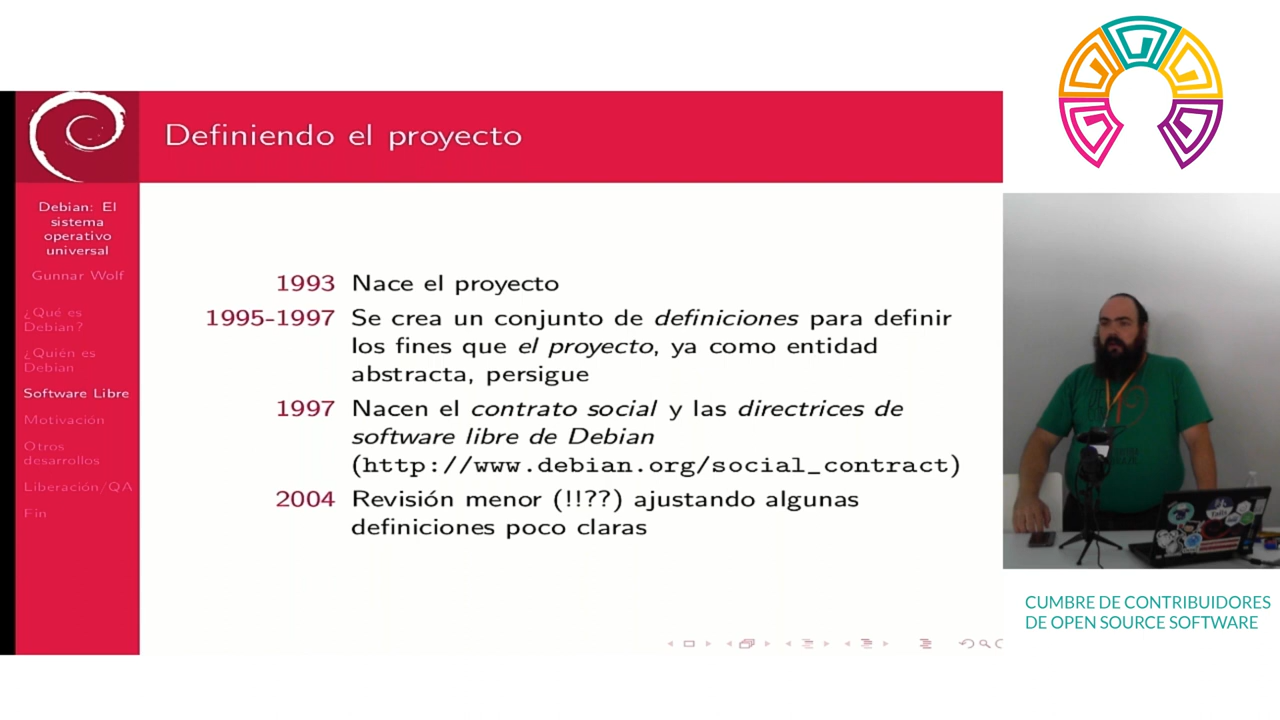 Definiendo el proyecto
Debian: El
sistema
operativo
universal
Gunnar Wolf
¿Qué es
Debian?
¿Quién es
Debian
Software Libre
Motivación
Otros
desarrollos
Liberación/QA
Fin
1993 Nace el proyecto
1995-1997 Se crea un conjunto de definiciones para definir
los fines que el proyecto, ya como entidad
abstracta, persigue
1997 Nacen el contrato social y las directrices de
software libre de Debian
(http://www.debian.org/social_contract)
2004 Revisión menor (!!??) ajustando algunas
definiciones poco claras
CUMBRE DE CONTRIBUIDORES
DE OPEN SOURCE SOFTWARE